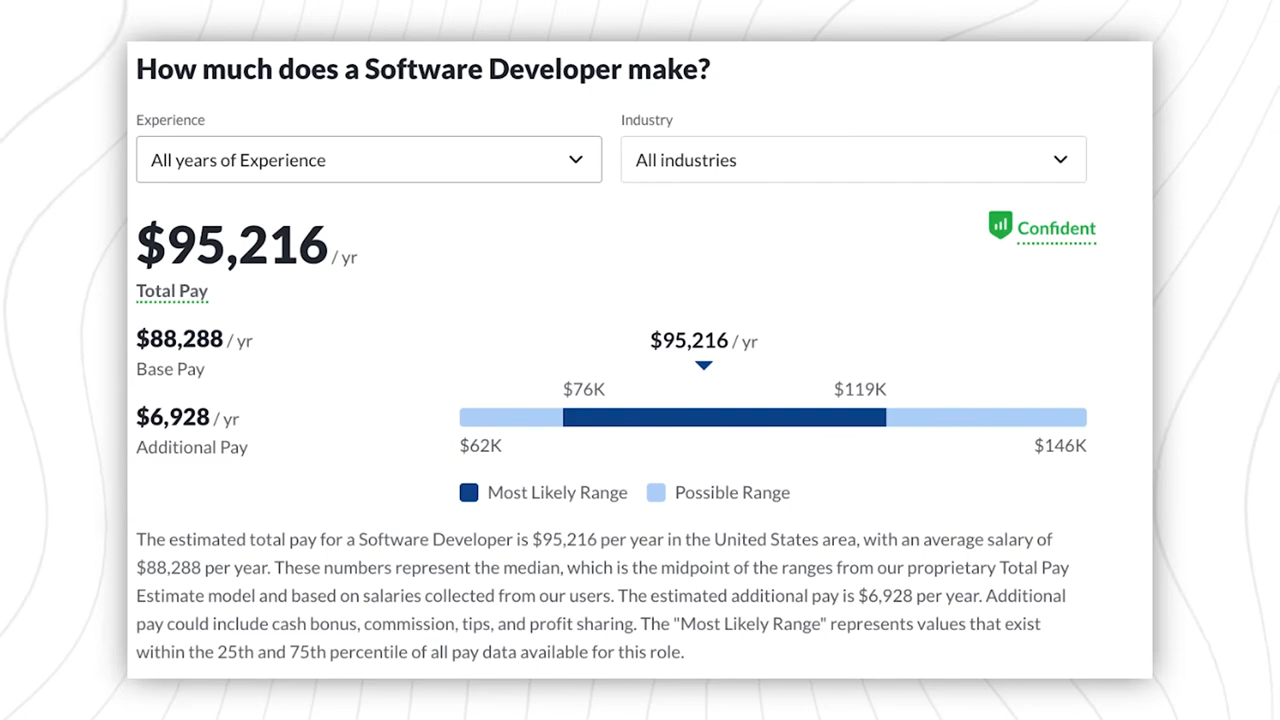 How much does a Software Developer make?
Experience
Industry
All years of Experience
All industries
$95,216 / yr
Confident
Total Pay
$88,288 / yr
Base Pay
$95,216 / yr
$76K
$119K
$6,928 / yr
Additional Pay
$62K
$146K
Most Likely Range
Possible Range
The estimated total pay for a Software Developer is $95,216 per year in the United States area, with an average salary of
$88,288 per year. These numbers represent the median, which is the midpoint of the ranges from our proprietary Total Pay
Estimate model and based on salaries collected from our users. The estimated additional pay is $6,928 per year. Additional
pay could include cash bonus, commission, tips, and profit sharing. The "Most Likely Range" represents values that exist
within the 25th and 75th percentile of all pay data available for this role.